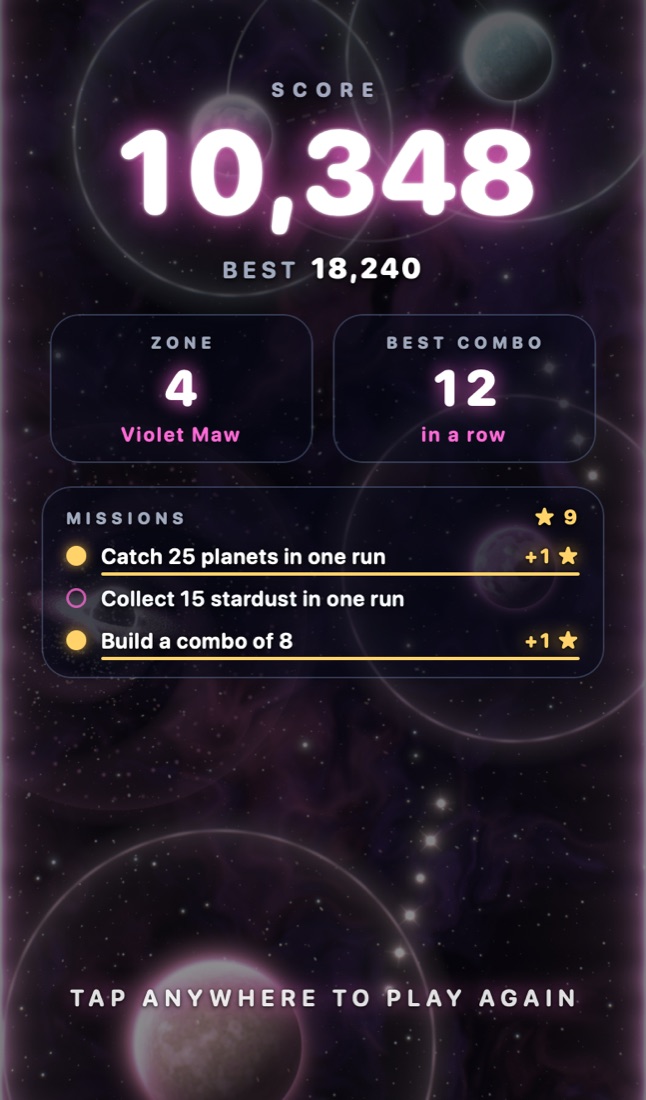 SCORE
10,348
BEST 18,240
ZONE
4
Violet Maw
BEST COMBO
12
in a row
MISSIONS
★ 9
Catch 25 planets in one run +1 ★
Collect 15 stardust in one run
Build a combo of 8 +1 ★
TAP ANYWHERE TO PLAY AGAIN